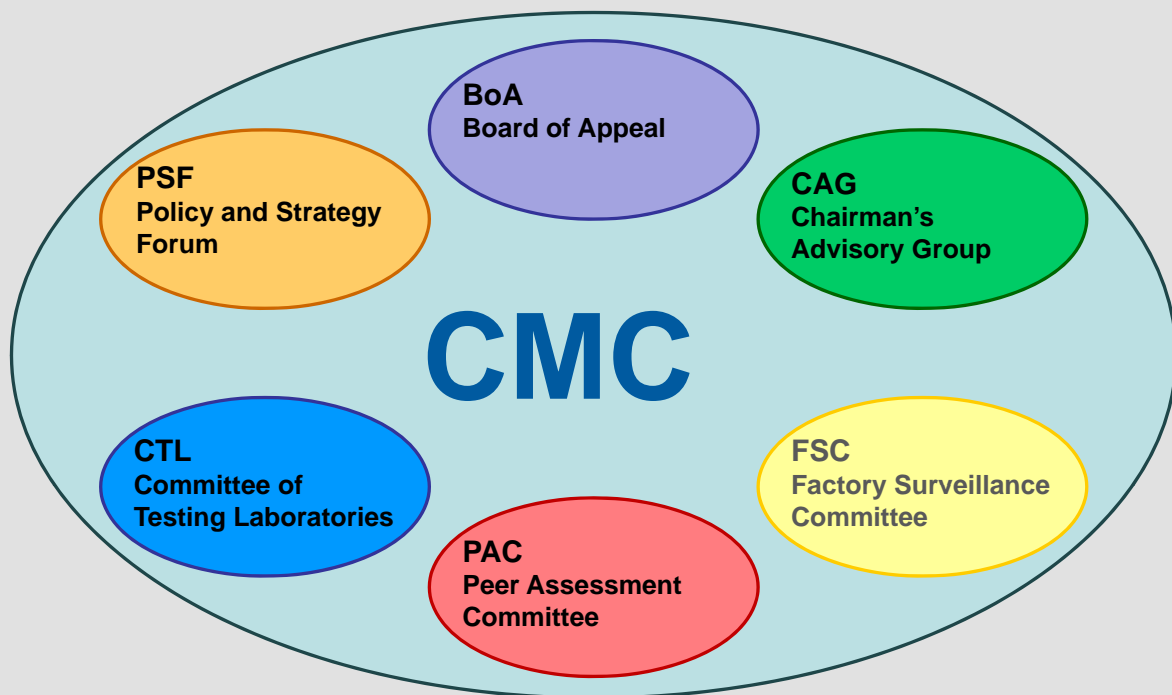 BoA
Board of Appeal
PSF
Policy and Strategy
Forum
CAG
Chairman’s
Advisory Group
CMC
CTL
Committee of
Testing Laboratories
FSC
Factory Surveillance
Committee
PAC
Peer Assessment
Committee